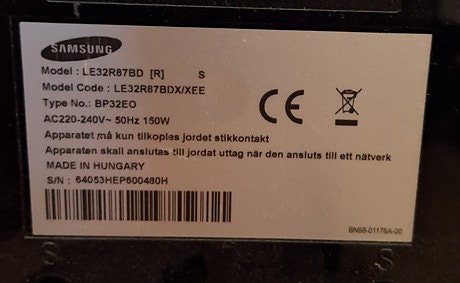 SAMSUNG
Model : LE32R87BD [R] S
Model Code : LE32R87BDX/XEE
Type No.: BP32EO
AC220-240V~ 50Hz 150W
Apparatet må kun tilkoples jordet stikkontakt
Apparaten skall anslutas till jordat uttag när den ansluts till ett nätverk
MADE IN HUNGARY
S/N : 64053HEP600480H
CE
BN68-01176A-00
S S